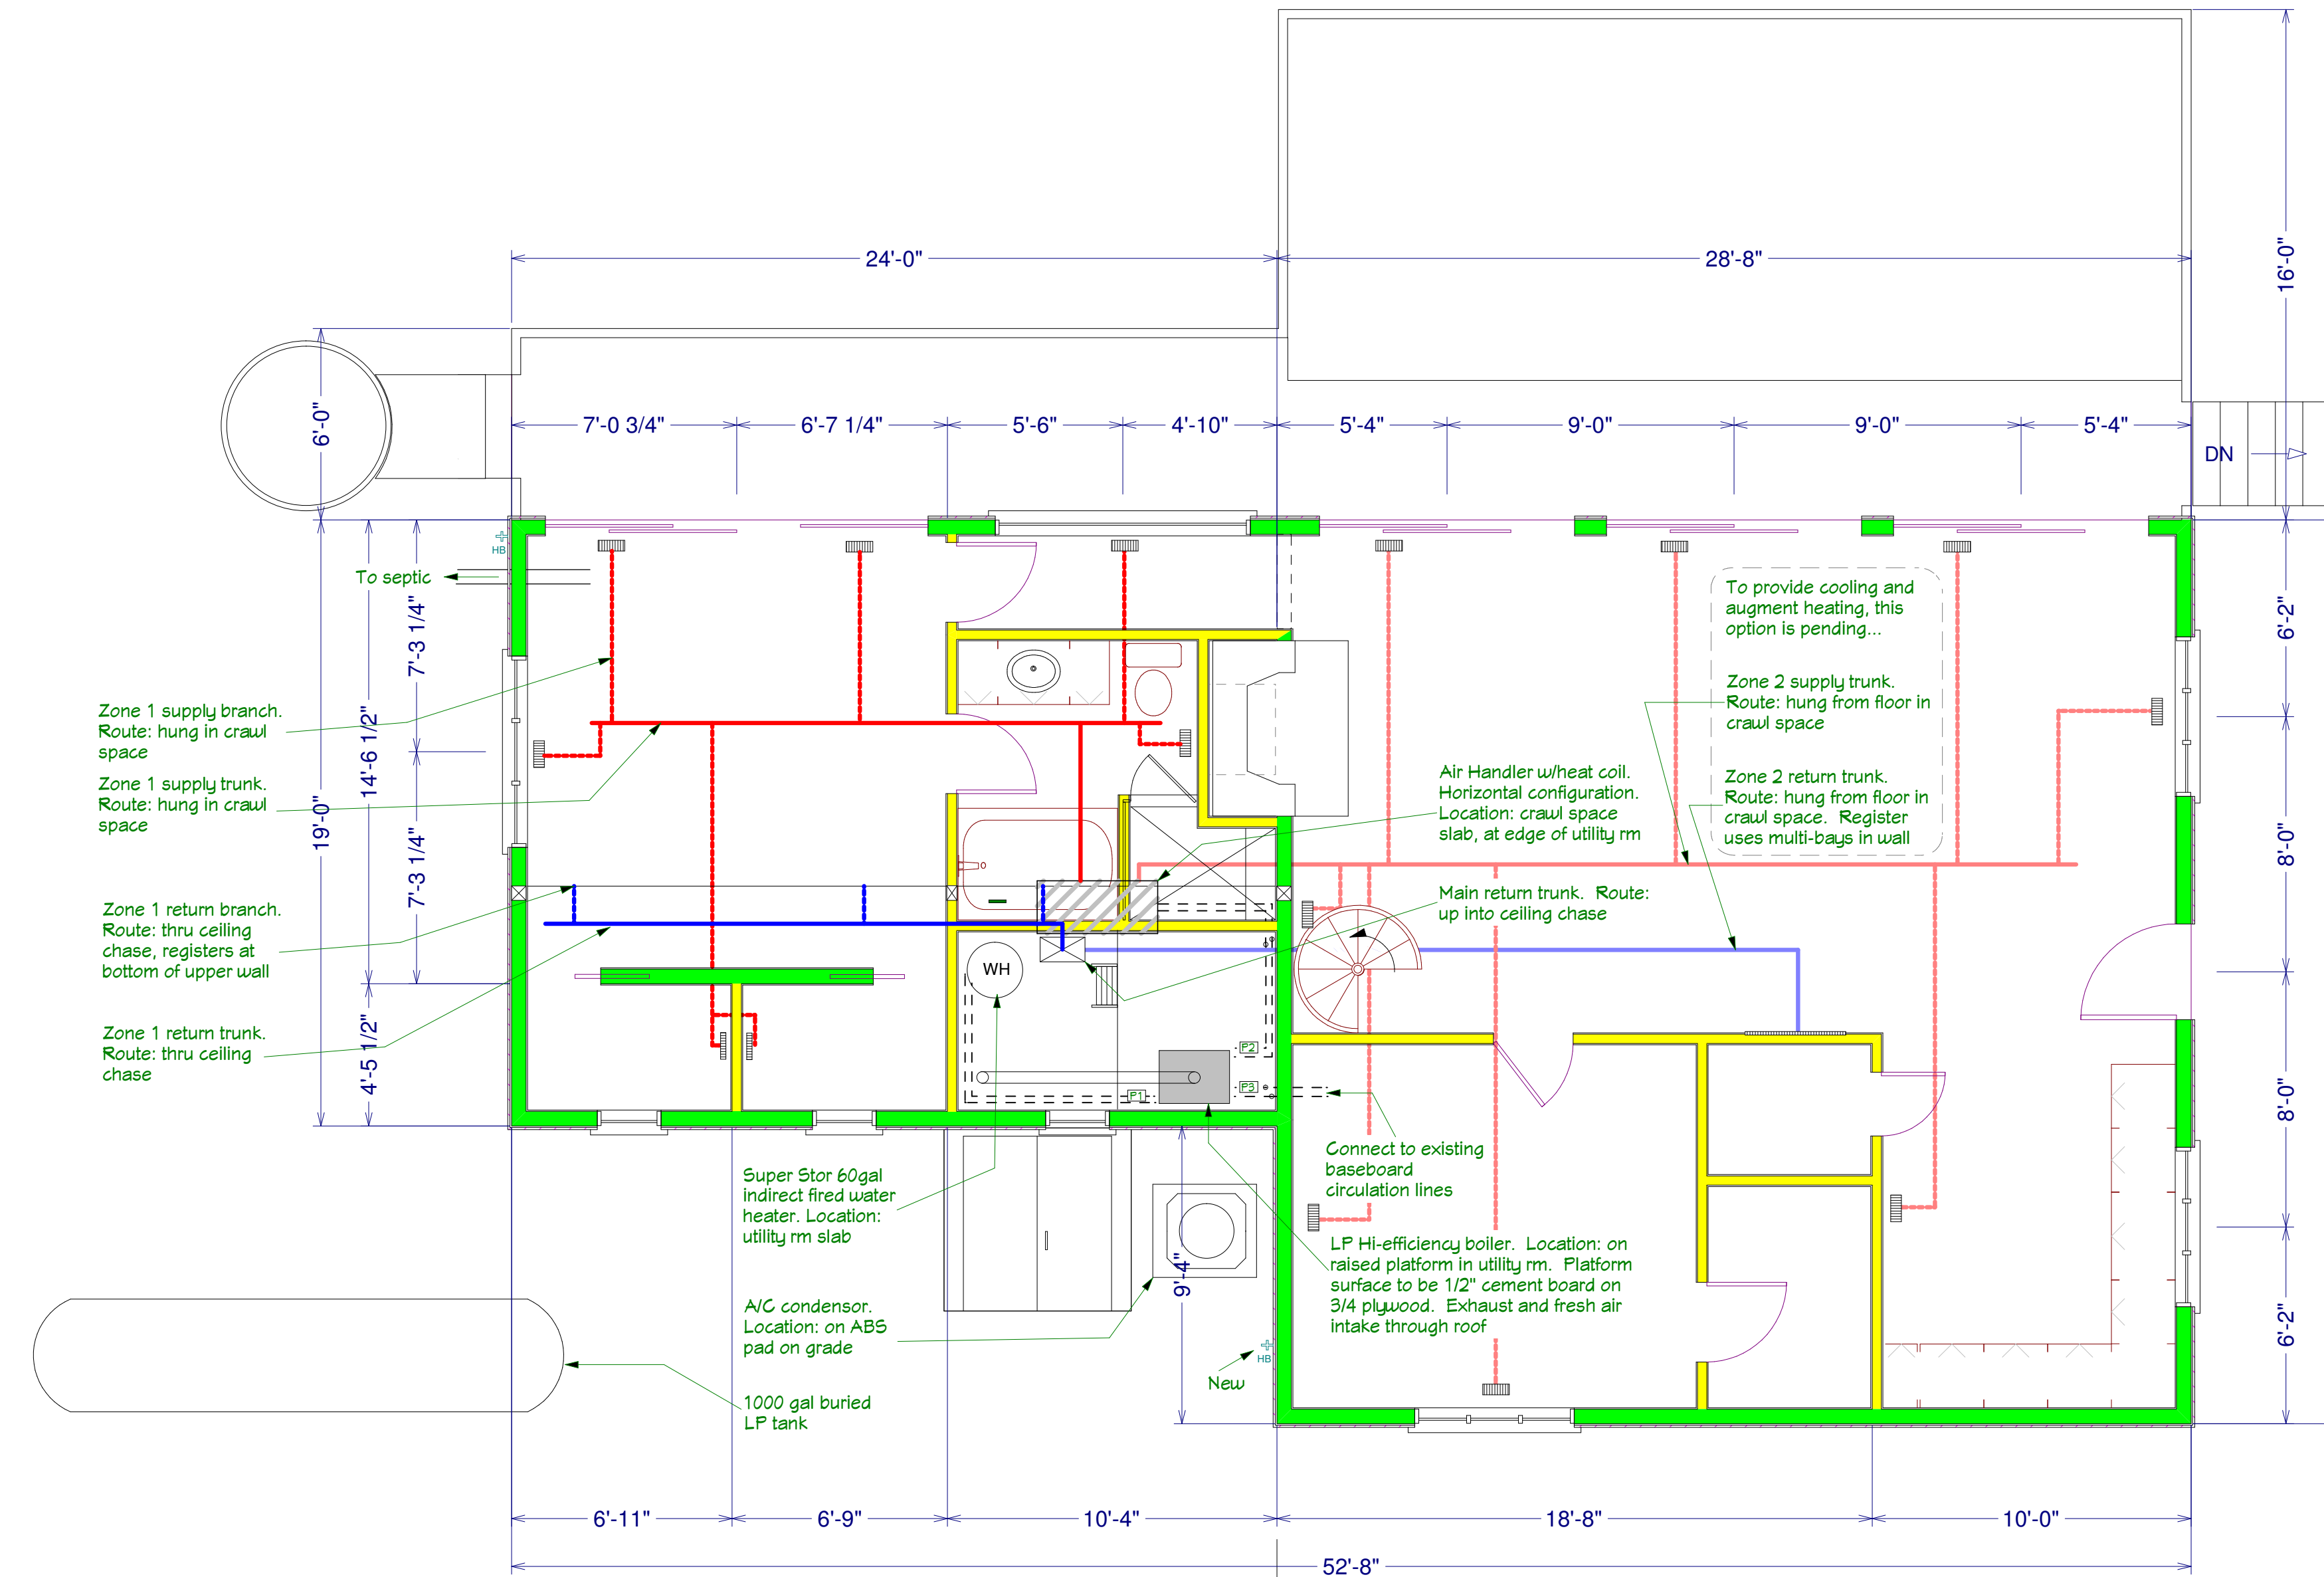 24'-0"
28'-8"
16'-0"
6'-0"
7'-0 3/4"
6'-7 1/4"
5'-6"
4'-10"
5'-4"
9'-0"
9'-0"
5'-4"
DN
HB
To septic
7'-3 1/4"
14'-6 1/2"
19'-0"
7'-3 1/4"
4'-5 1/2"
Zone 1 supply branch.
Route: hung in crawl
space
Zone 1 supply trunk.
Route: hung in crawl
space
Zone 1 return branch.
Route: thru ceiling
chase, registers at
bottom of upper wall
Zone 1 return trunk.
Route: thru ceiling
chase
To provide cooling and
augment heating, this
option is pending...
Zone 2 supply trunk.
Route: hung from floor in
crawl space
Zone 2 return trunk.
Route: hung from floor in
crawl space. Register
uses multi-bays in wall
Air Handler w/heat coil.
Horizontal configuration.
Location: crawl space
slab, at edge of utility rm
Main return trunk. Route:
up into ceiling chase
6'-2"
8'-0"
8'-0"
6'-2"
WH
P2
P3
P1
Connect to existing
baseboard
circulation lines
Super Stor 60gal
indirect fired water
heater. Location:
utility rm slab
LP Hi-efficiency boiler. Location: on
raised platform in utility rm. Platform
surface to be 1/2" cement board on
3/4 plywood. Exhaust and fresh air
intake through roof
9'-4"
A/C condensor.
Location: on ABS
pad on grade
HB
New
1000 gal buried
LP tank
6'-11"
6'-9"
10'-4"
18'-8"
10'-0"
52'-8"